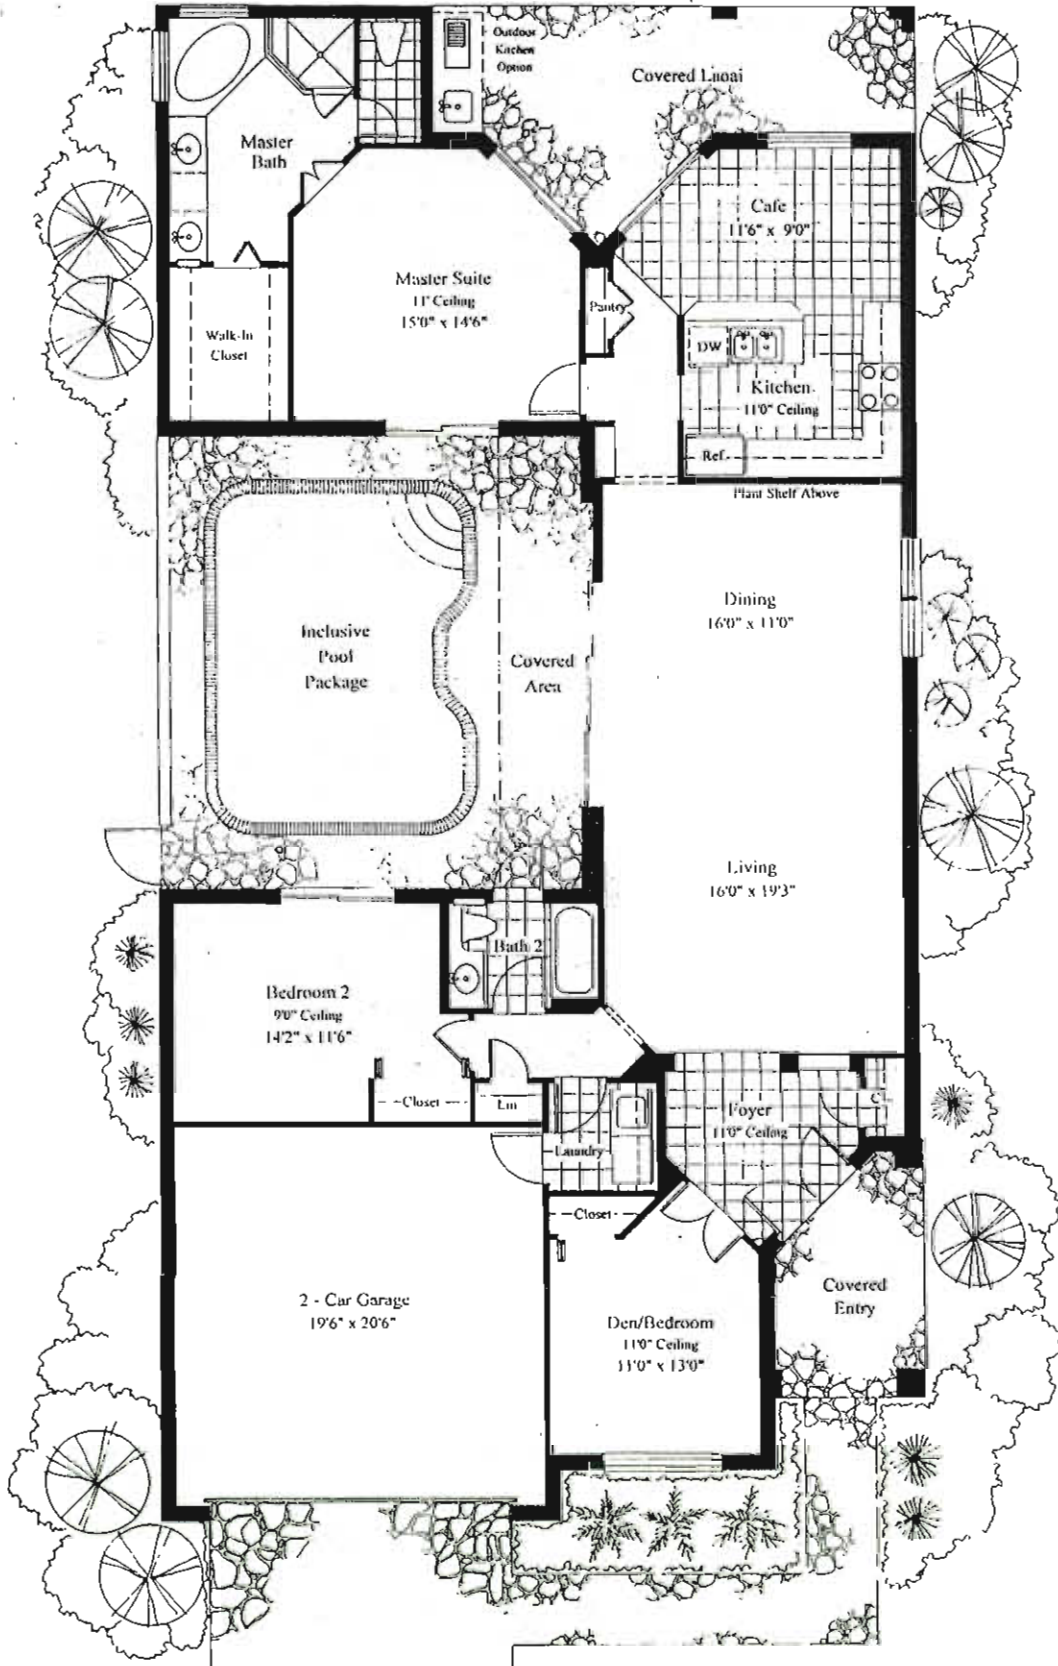 Outdoor
Kitchen
Option
Covered Lnoai
Master
Bath
Cafe
11'6" x 9'0"
Master Suite
11' Ceiling
15'0" x 14'6"
Pantry
Walk-In
Closet
DW
Kitchen
11'0" Ceiling
Ref
Plant Shelf Above
Dining
16'0" x 11'0"
Inclusive
Pool
Package
Covered
Area
Living
16'0" x 19'3"
Bath 2
Bedroom 2
9'0" Ceiling
14'2" x 11'6"
Closet
Lin
Foyer
11'0" Ceiling
C
Laundry
Closet
2 - Car Garage
19'6" x 20'6"
Den/Bedroom
11'0" Ceiling
11'0" x 13'0"
Covered
Entry